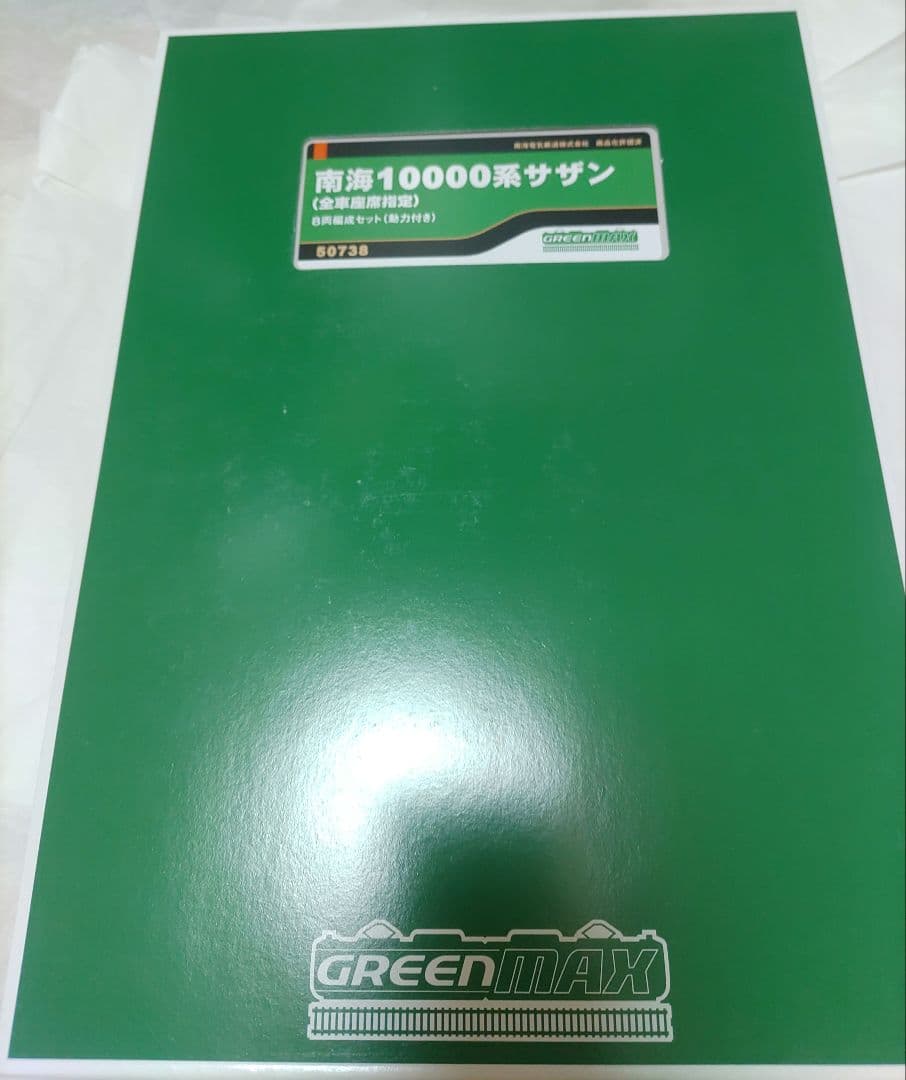 南海電気鉄道株式会社 商品化許諾済
南海10000系サザン
(全車座席指定)
8両編成セット(動力付き)
GREENMAX
50738
GREENMAX